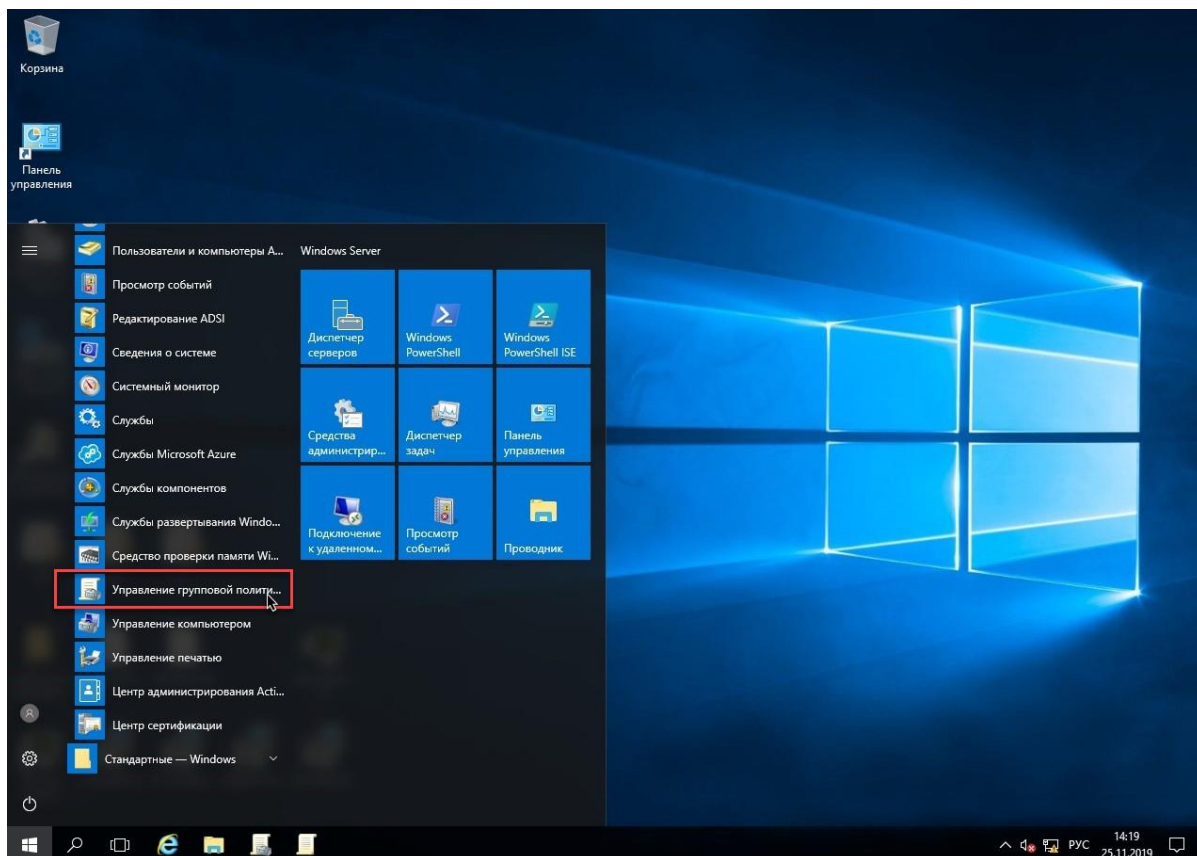 Корзина
Панель
управления
Пользователи и компьютеры A...
Просмотр событий
Редактирование ADSI
Сведения о системе
Системный монитор
Службы
Службы Microsoft Azure
Службы компонентов
Службы развертывания Windo...
Средство проверки памяти Wi...
Управление групповой полити...
Управление компьютером
Управление печатью
Центр администрирования Acti...
Центр сертификации
Стандартные — Windows
Windows Server
Диспетчер
серверов
Windows
PowerShell
Windows
PowerShell ISE
Средства
администрир...
Диспетчер
задач
Панель
управления
Подключение
к удаленном...
Просмотр
событий
Проводник
РУС
14:19
25.11.2019